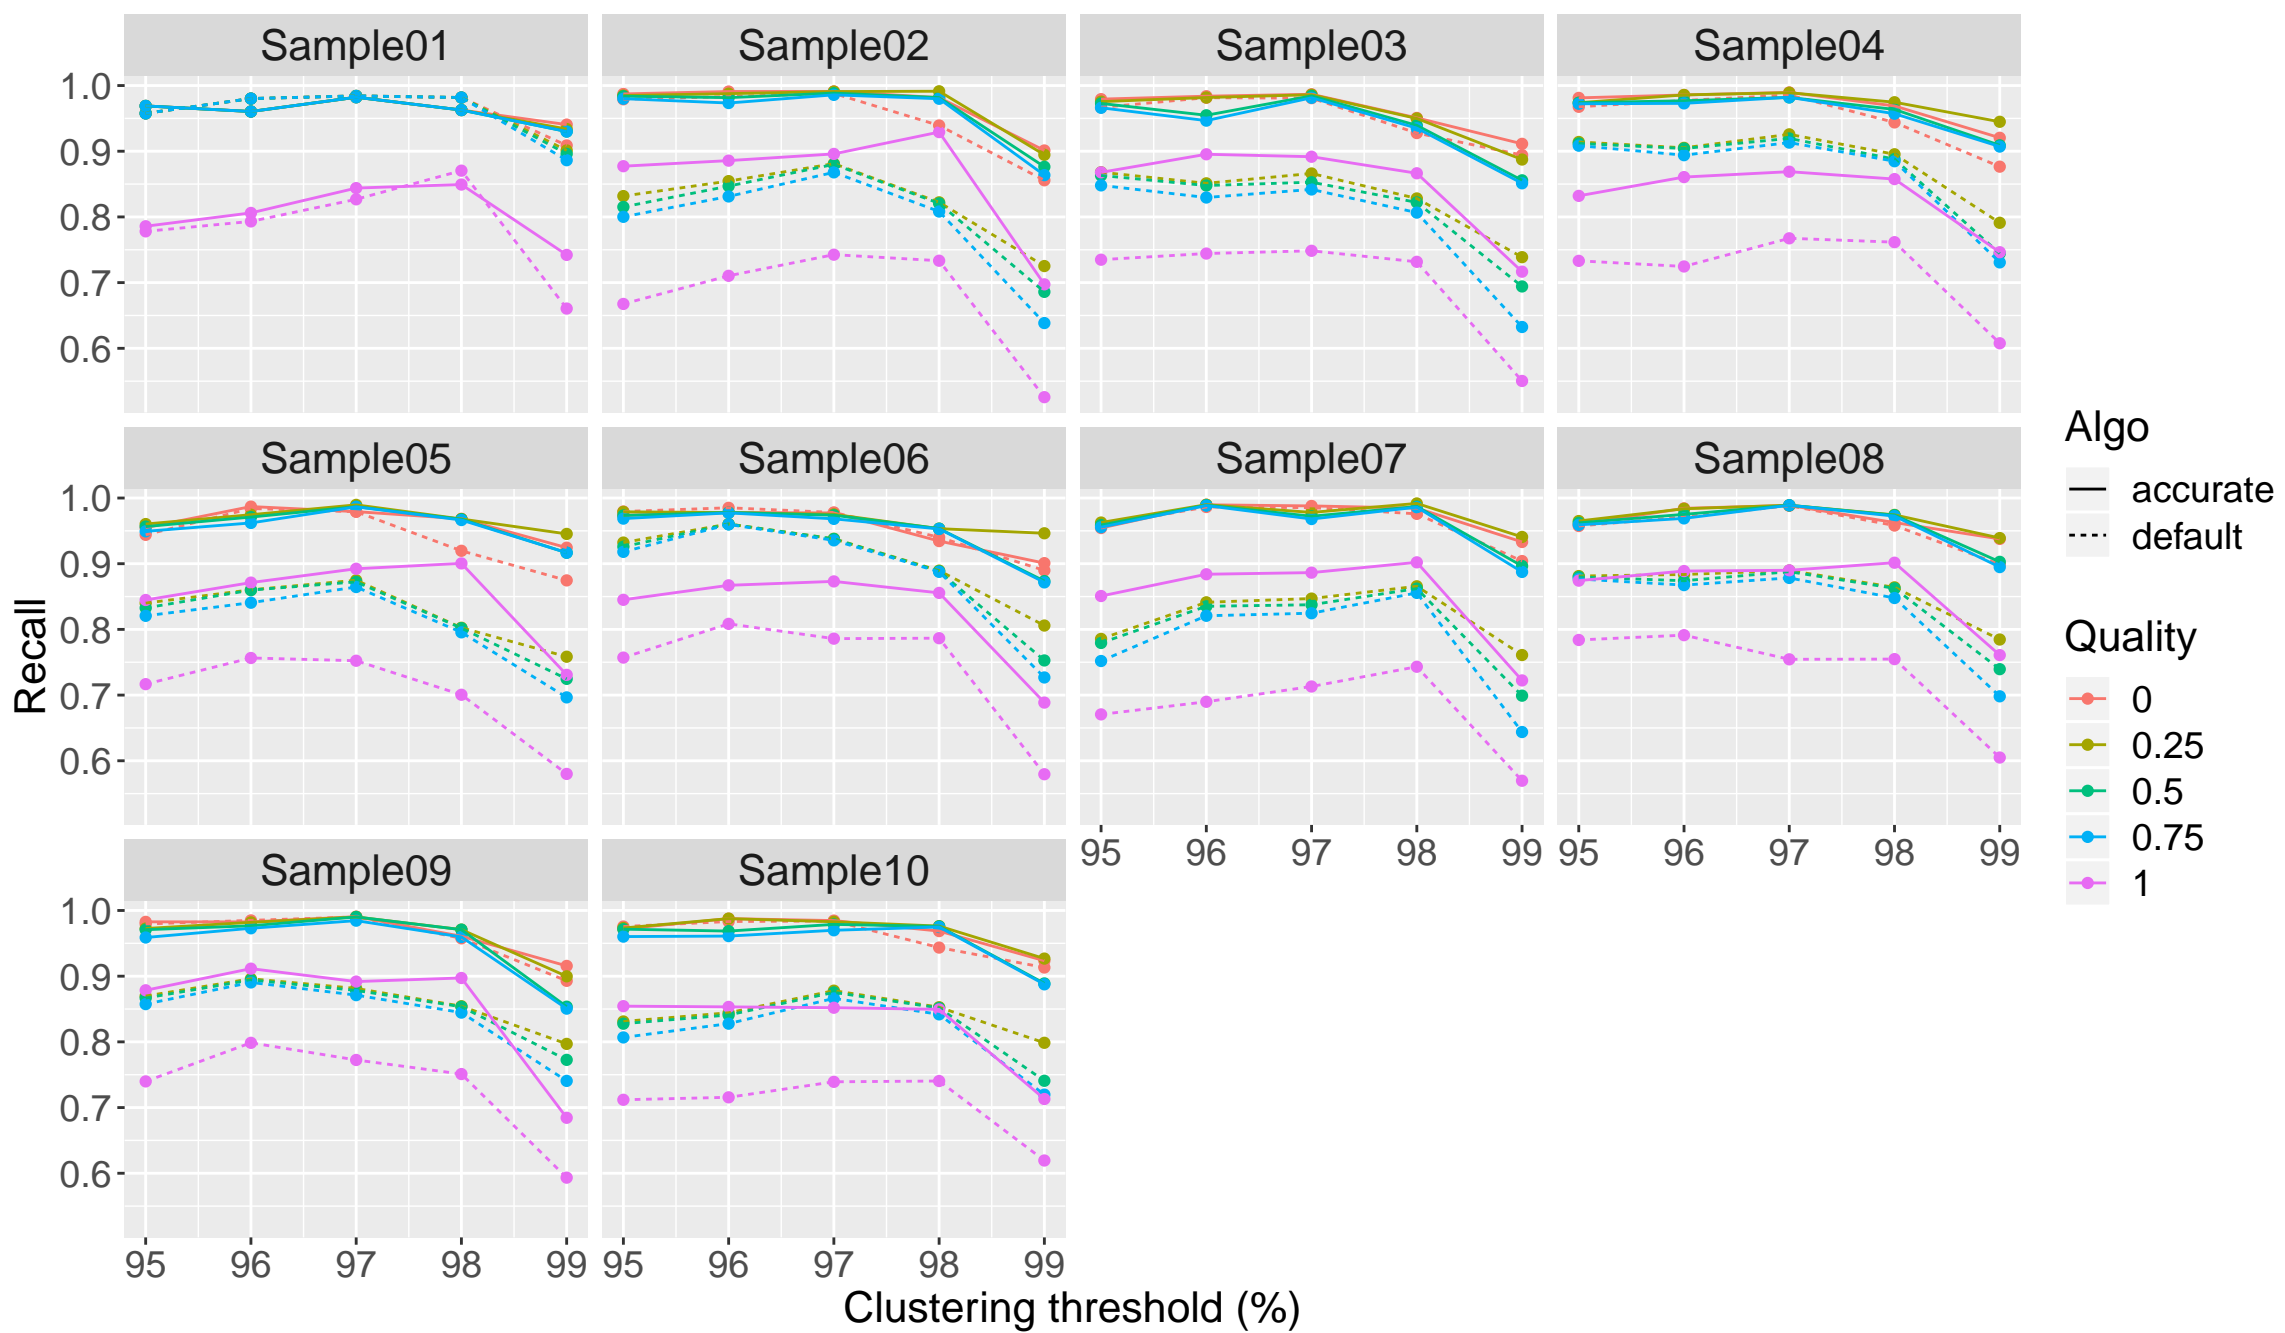 Sample01 Sample02 Sample03 Sample04
1.0
0.9
0.8
0.7
0.6
Sample05 Sample06 Sample07 Sample08
1.0
0.9
0.8
0.7
0.6
95 96 97 98 99 95 96 97 98 99
Sample09 Sample10
1.0
0.9
0.8
0.7
0.6
95 96 97 98 99 95 96 97 98 99
Clustering threshold (%)
Recall
Algo
accurate
default
Quality
0
0.25
0.5
0.75
1